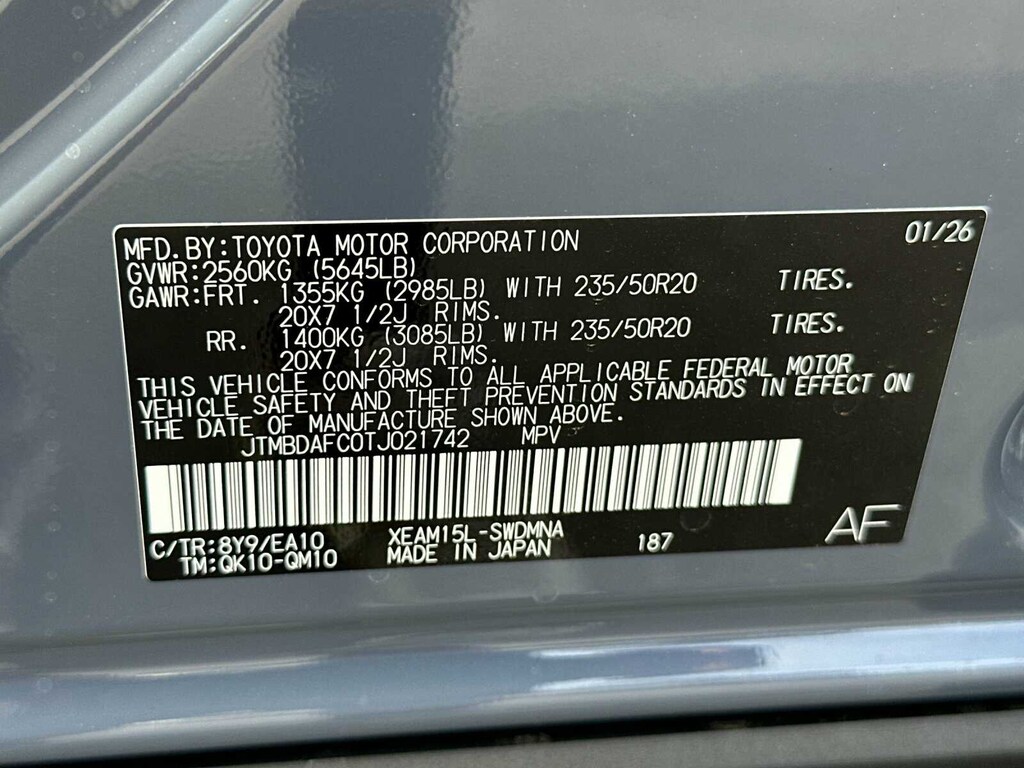 MFD.BY:TOYOTA MOTOR CORPORATION 01/26
GVWR:2560KG (5645LB)
GAWR:FRT. 1355KG (2985LB) WITH 235/50R20 TIRES.
20X7 1/2J RIMS.
RR. 1400KG (3085LB) WITH 235/50R20 TIRES.
20X7 1/2J RIMS.
THIS VEHICLE CONFORMS TO ALL APPLICABLE FEDERAL MOTOR
VEHICLE SAFETY AND THEFT PREVENTION STANDARDS IN EFFECT ON
THE DATE OF MANUFACTURE SHOWN ABOVE.
JTMBDAFC0TJ021742 MPV
C/TR:8Y9/EA10 XEAM15L-SWDMNA 187 AF
TM:QK10-QM10 MADE IN JAPAN